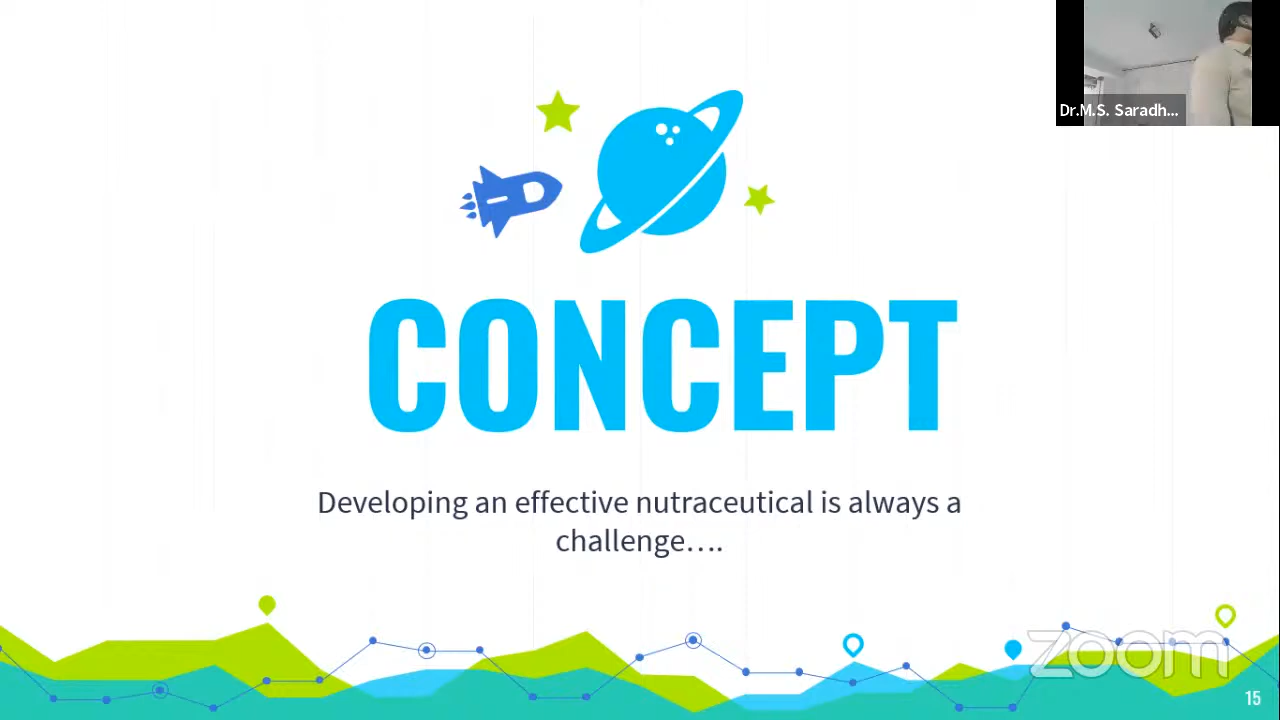 Dr.M.S. Saradh...
CONCEPT
Developing an effective nutraceutical is always a
challenge….
zoom
15